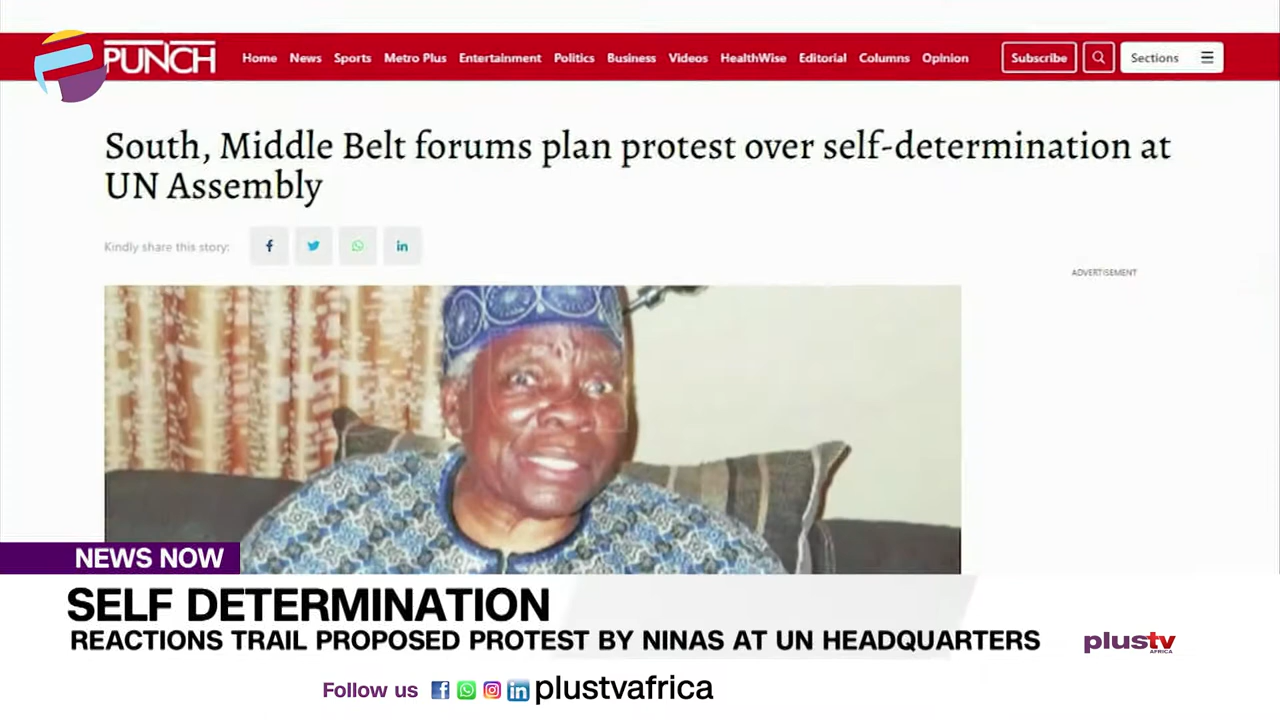 PUNCH
Home News Sports Metro Plus Entertainment Politics Business Videos HealthWise Editorial Columns Opinion Subscribe Sections
South, Middle Belt forums plan protest over self-determination at
UN Assembly
Kindly share this story:
ADVERTISEMENT
NEWS NOW
SELF DETERMINATION
REACTIONS TRAIL PROPOSED PROTEST BY NINAS AT UN HEADQUARTERS
plustv
AFRICA
Follow us plustvafrica